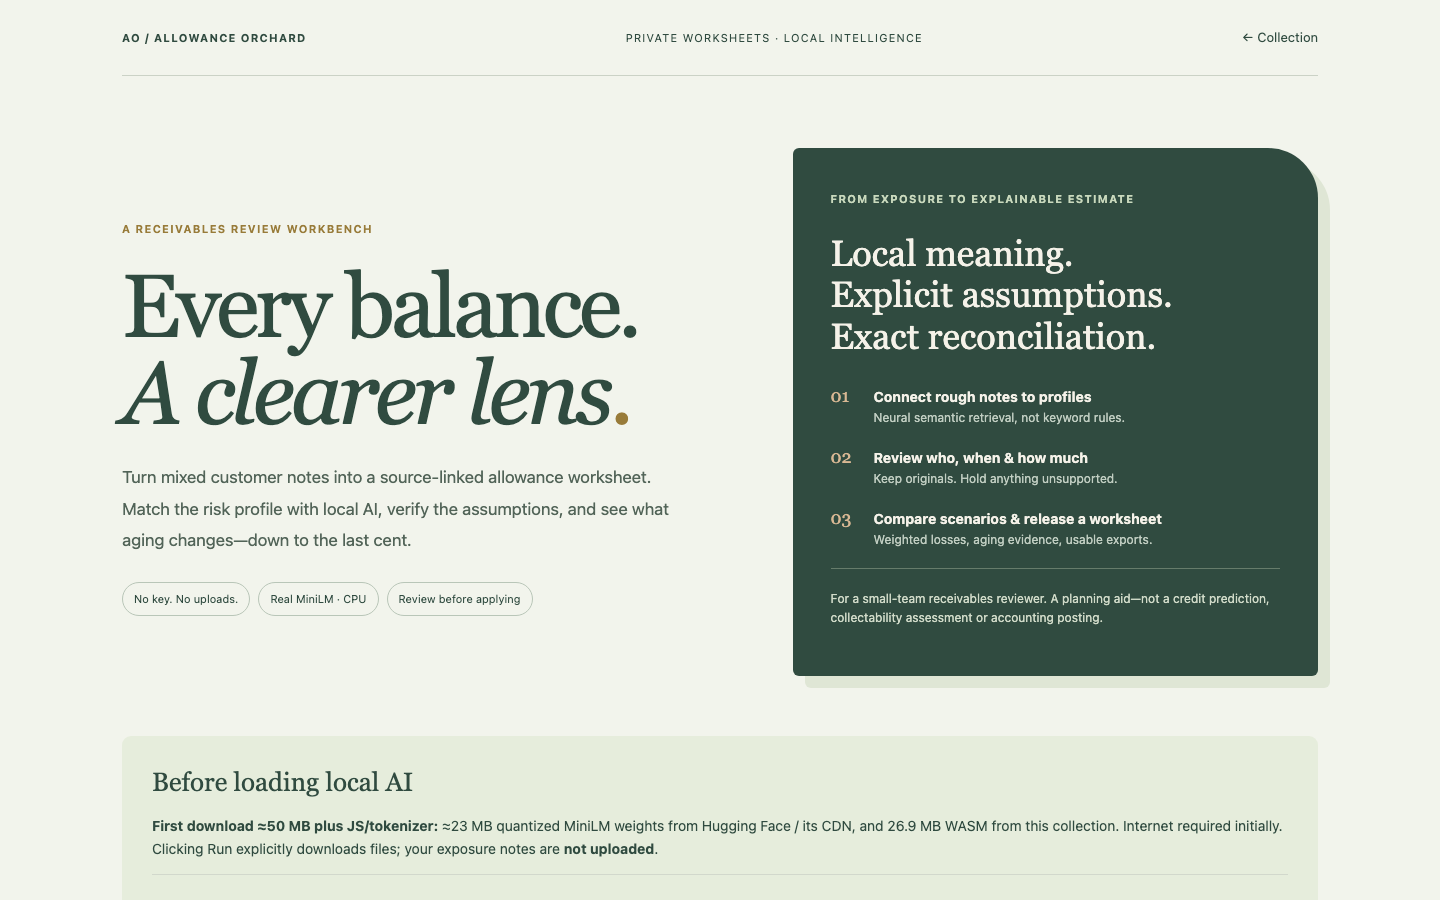 AO / ALLOWANCE ORCHARD
PRIVATE WORKSHEETS · LOCAL INTELLIGENCE
← Collection
A RECEIVABLES REVIEW WORKBENCH
Every balance.
A clearer lens.
Turn mixed customer notes into a source-linked allowance worksheet.
Match the risk profile with local AI, verify the assumptions, and see what
aging changes—down to the last cent.
No key. No uploads.
Real MiniLM · CPU
Review before applying
FROM EXPOSURE TO EXPLAINABLE ESTIMATE
Local meaning.
Explicit assumptions.
Exact reconciliation.
01 Connect rough notes to profiles
Neural semantic retrieval, not keyword rules.
02 Review who, when & how much
Keep originals. Hold anything unsupported.
03 Compare scenarios & release a worksheet
Weighted losses, aging evidence, usable exports.
For a small-team receivables reviewer. A planning aid—not a credit prediction,
collectability assessment or accounting posting.
Before loading local AI
First download ≈50 MB plus JS/tokenizer: ≈23 MB quantized MiniLM weights from Hugging Face / its CDN, and 26.9 MB WASM from this collection. Internet required initially.
Clicking Run explicitly downloads files; your exposure notes are not uploaded.